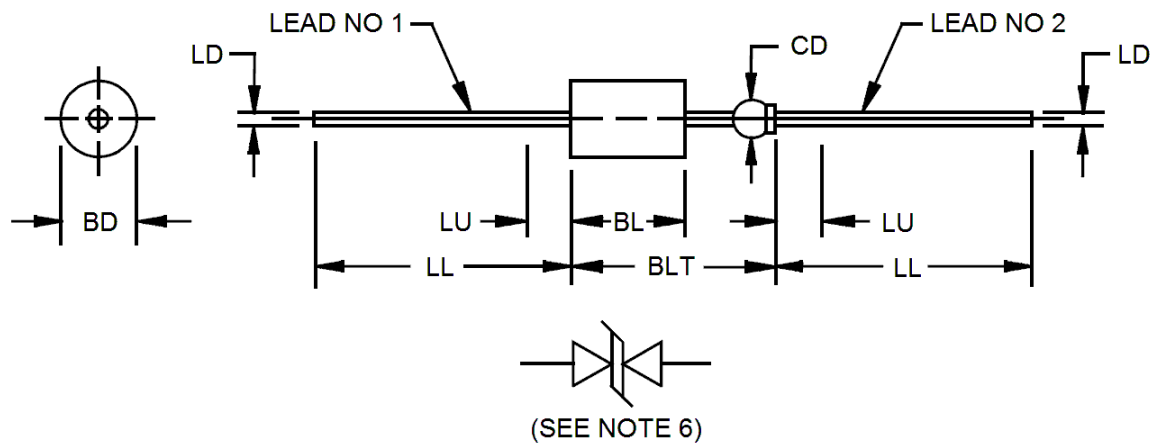 LEAD NO 1
LEAD NO 2
LD
CD
LD
BD
LU
BL
LU
LL
BLT
LL
(SEE NOTE 6)